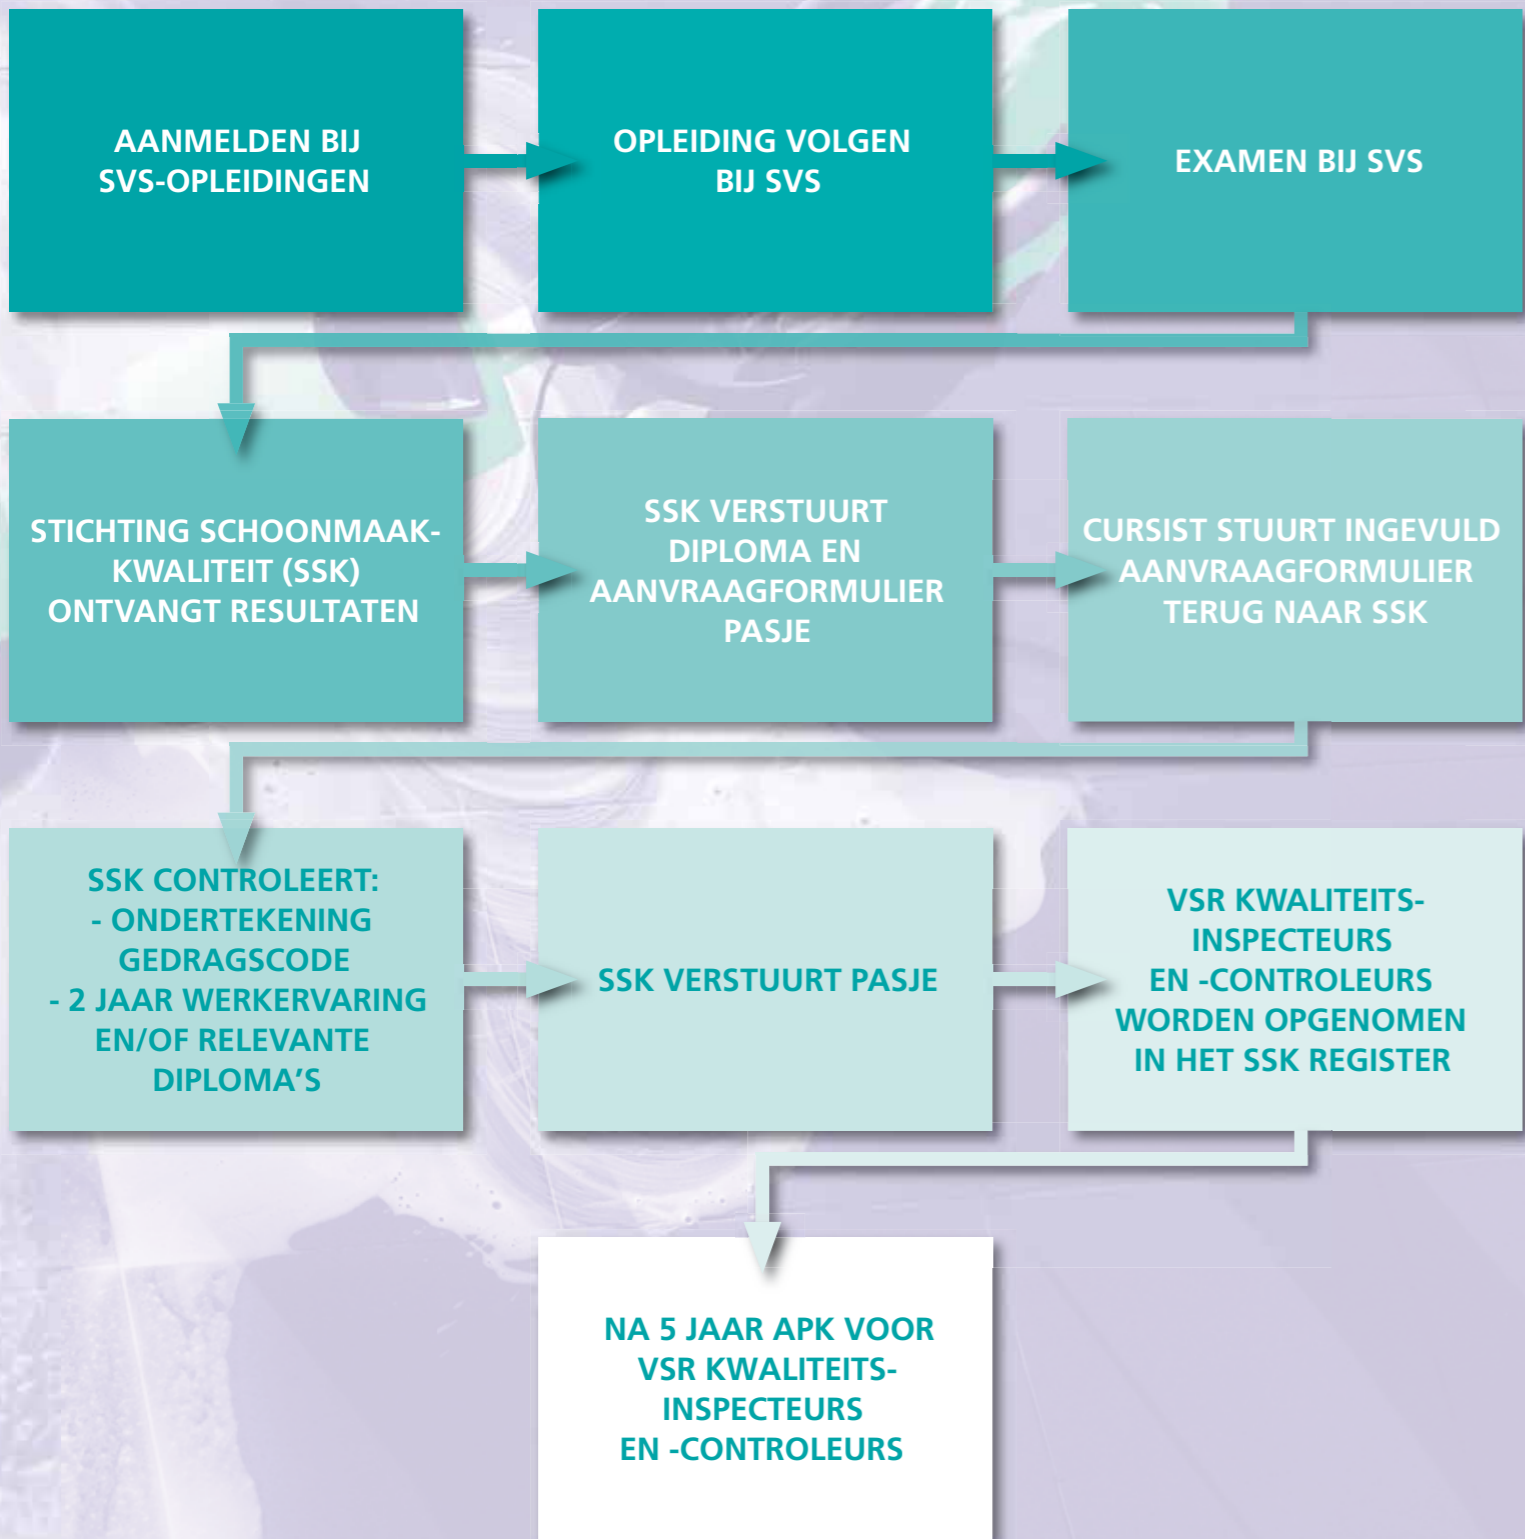 AANMELDEN BIJ
SVS-OPLEIDINGEN
OPLEIDING VOLGEN
BIJ SVS
EXAMEN BIJ SVS
STICHTING SCHOONMAAK-
KWALITEIT (SSK)
ONTVANGT RESULTATEN
SSK VERSTUURT
DIPLOMA EN
AANVRAAGFORMULIER
PASJE
CURSIST STUURT INGEVULD
AANVRAAGFORMULIER
TERUG NAAR SSK
SSK CONTROLEERT:
- ONDERTEKENING
GEDRAGSCODE
- 2 JAAR WERKERVARING
EN/OF RELEVANTE
DIPLOMA’S
SSK VERSTUURT PASJE
VSR KWALITEITS-
INSPECTEURS
EN -CONTROLEURS
WORDEN OPGENOMEN
IN HET SSK REGISTER
NA 5 JAAR APK VOOR
VSR KWALITEITS-
INSPECTEURS
EN -CONTROLEURS